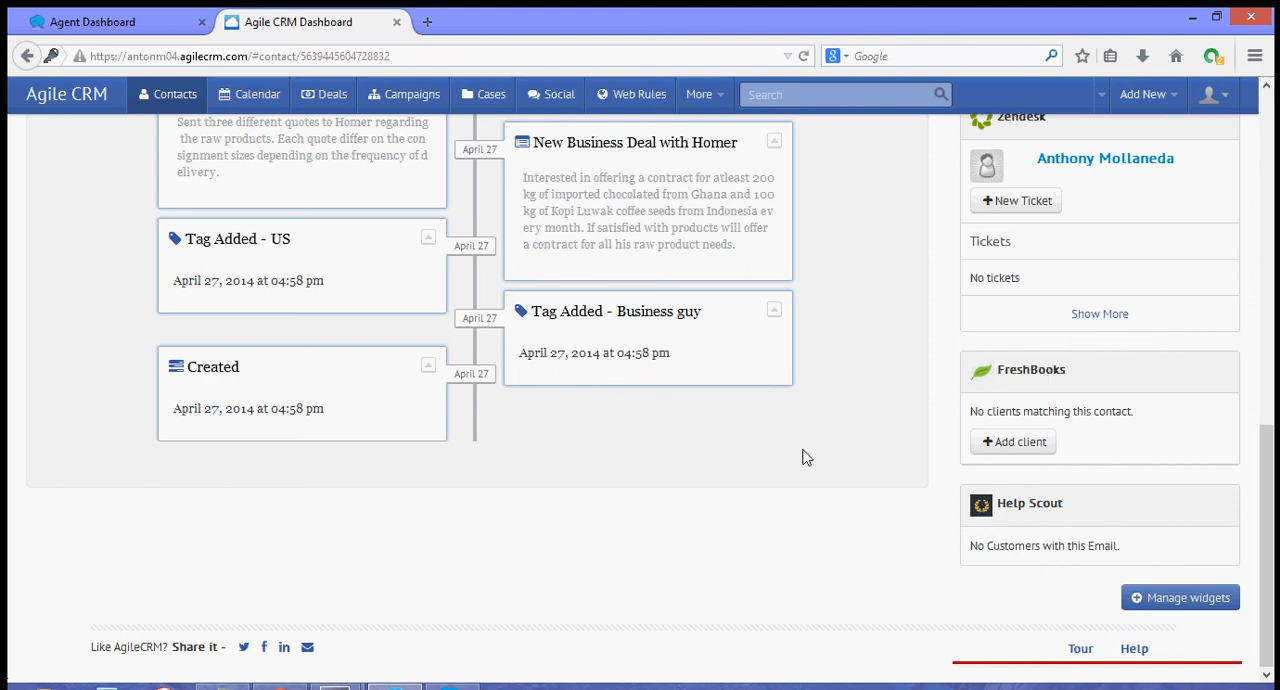 Agent Dashboard
Agile CRM Dashboard
https://antonm04.agilecrm.com/#contact/5639445604728832
Google
Agile CRM
Contacts
Calendar
Deals
Campaigns
Cases
Social
Web Rules
More
Search
Add New
Sent three different quotes to Homer regarding
the raw products. Each quote differ on the con
signment sizes depending on the frequency of d
elivery.
April 27
New Business Deal with Homer
Interested in offering a contract for atleast 200
kg of imported chocolated from Ghana and 100
kg of Kopi Luwak coffee seeds from Indonesia ev
ery month. If satisfied with products will offer
a contract for all his raw product needs.
Tag Added - US
April 27, 2014 at 04:58 pm
April 27
April 27
Tag Added - Business guy
April 27, 2014 at 04:58 pm
Created
April 27, 2014 at 04:58 pm
April 27
Zendesk
Anthony Mollaneda
New Ticket
Tickets
No tickets
Show More
FreshBooks
No clients matching this contact.
Add client
Help Scout
No Customers with this Email.
Manage widgets
Like AgileCRM? Share it -
Tour
Help